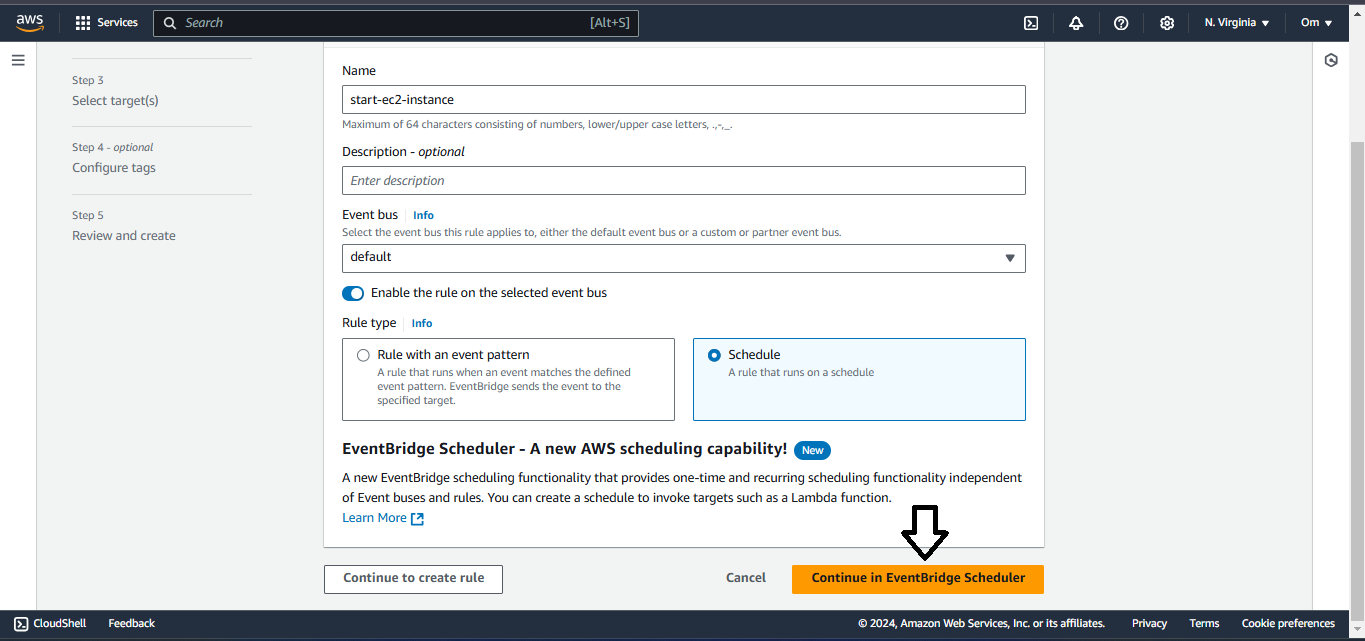 aws
Services
Search
[Alt+S]
N. Virginia
Om
Step 3
Select target(s)
Step 4 - optional
Configure tags
Step 5
Review and create
Name
start-ec2-instance
Maximum of 64 characters consisting of numbers, lower/upper case letters, .,-,_.
Description - optional
Enter description
Event bus
Info
Select the event bus this rule applies to, either the default event bus or a custom or partner event bus.
default
Enable the rule on the selected event bus
Rule type
Info
Rule with an event pattern
A rule that runs when an event matches the defined
event pattern. EventBridge sends the event to the
specified target.
Schedule
A rule that runs on a schedule
EventBridge Scheduler - A new AWS scheduling capability!
New
A new EventBridge scheduling functionality that provides one-time and recurring scheduling functionality independent
of Event buses and rules. You can create a schedule to invoke targets such as a Lambda function.
Learn More
Continue to create rule
Cancel
Continue in EventBridge Scheduler
CloudShell
Feedback
© 2024, Amazon Web Services, Inc. or its affiliates.
Privacy
Terms
Cookie preferences